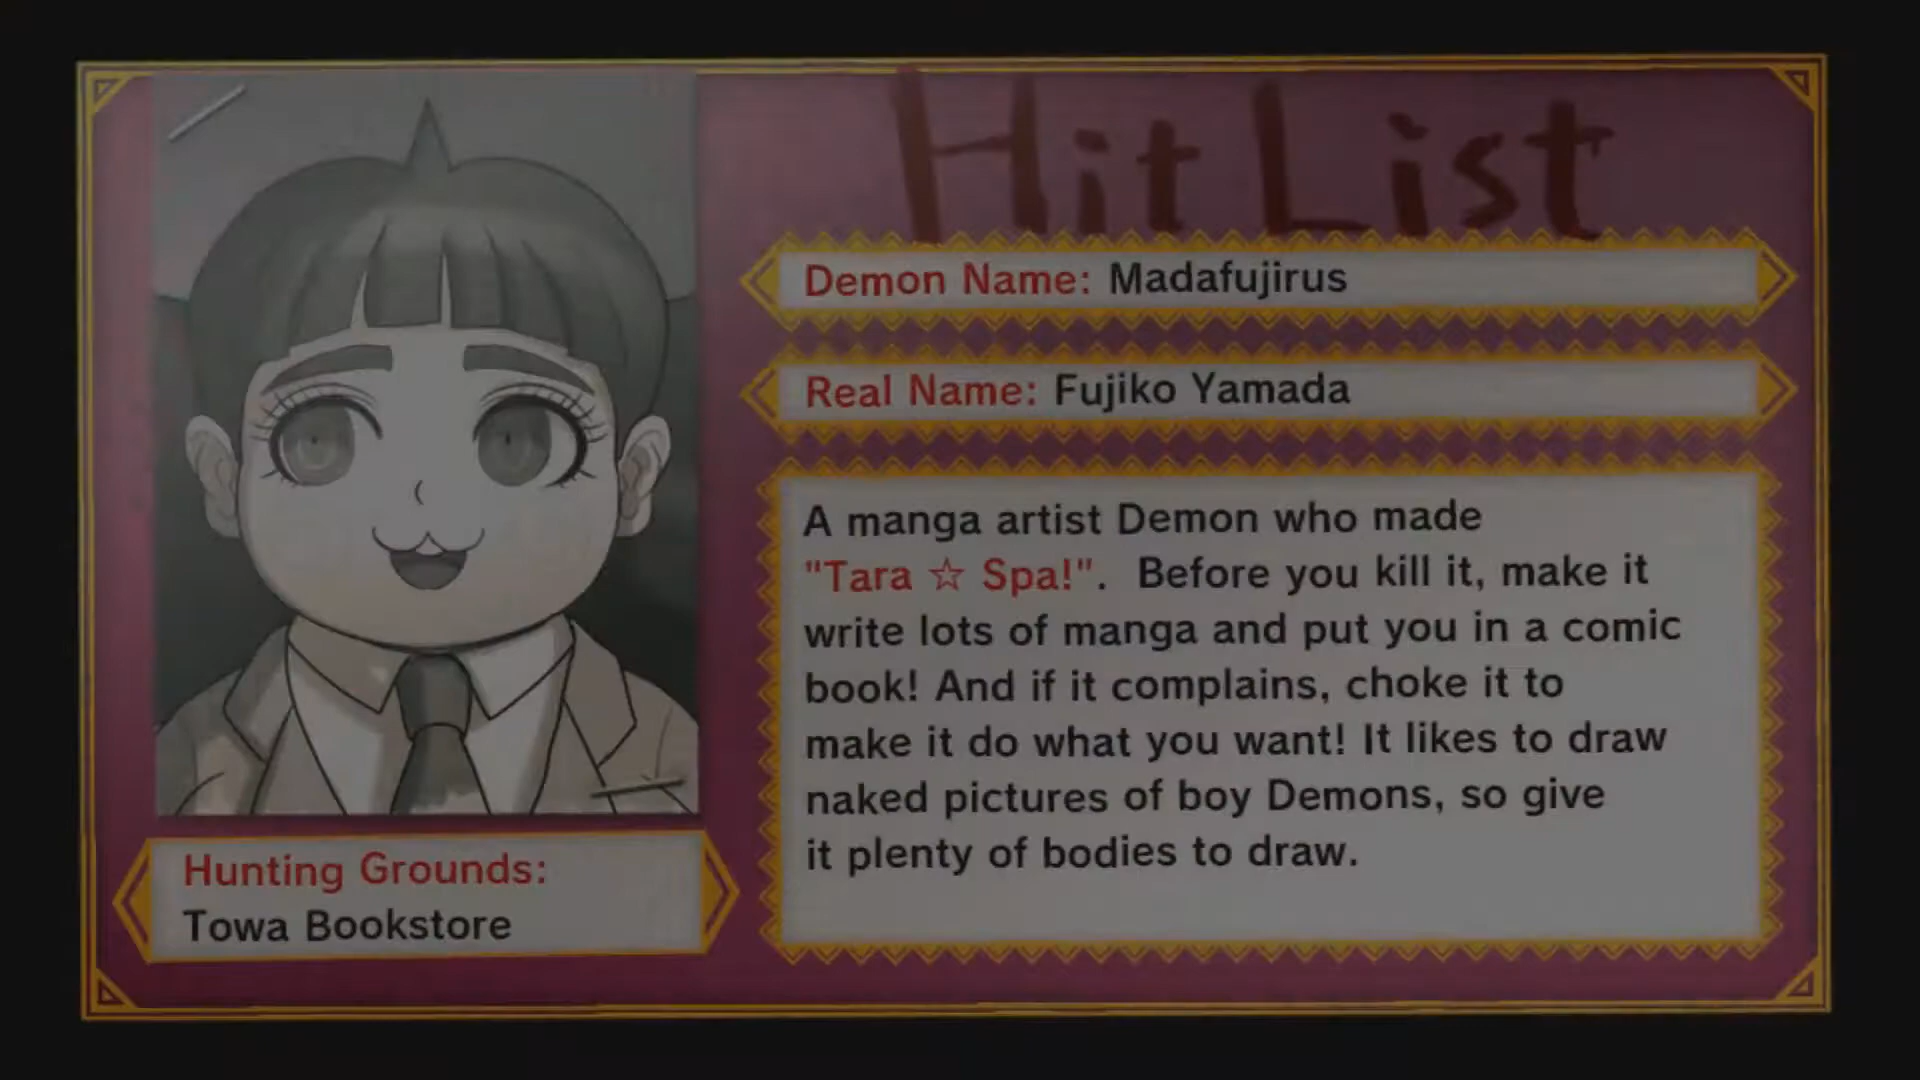 Hit List
Demon Name: Madafujirus
Real Name: Fujiko Yamada
A manga artist Demon who made
"Tara ☆ Spa!".  Before you kill it, make it
write lots of manga and put you in a comic
book! And if it complains, choke it to
make it do what you want! It likes to draw
naked pictures of boy Demons, so give
it plenty of bodies to draw.
Hunting Grounds:
Towa Bookstore